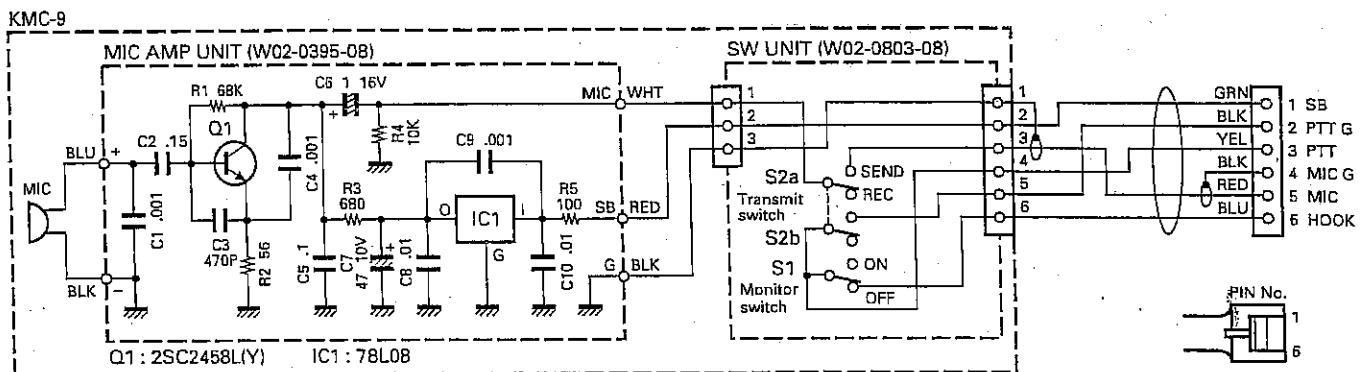 KMC-9
MIC AMP UNIT (W02-0395-08)
SW UNIT (W02-0803-08)
C6 1 16V
R1 68K
Q1
MIC
WHT
R4 10K
C2 .15
BLU
+
MIC
C1 .001
BLK
–
C3
470P
R2 56
C4 .001
C9 .001
R3
680
R5
100
SB
RED
O
IC1
I
G
C5 .1
C7
47 10V
C8 .01
C10 .01
G
BLK
Q1 : 2SC2458L(Y)
IC1 : 78L08
1
2
3
S2a
Transmit
switch
SEND
REC
S2b
S1
Monitor
switch
ON
OFF
1
2
3
4
5
6
GRN 1 SB
BLK 2 PTT G
YEL 3 PTT
BLK 4 MIC G
RED 5 MIC
BLU 6 HOOK
PIN No.
1
6